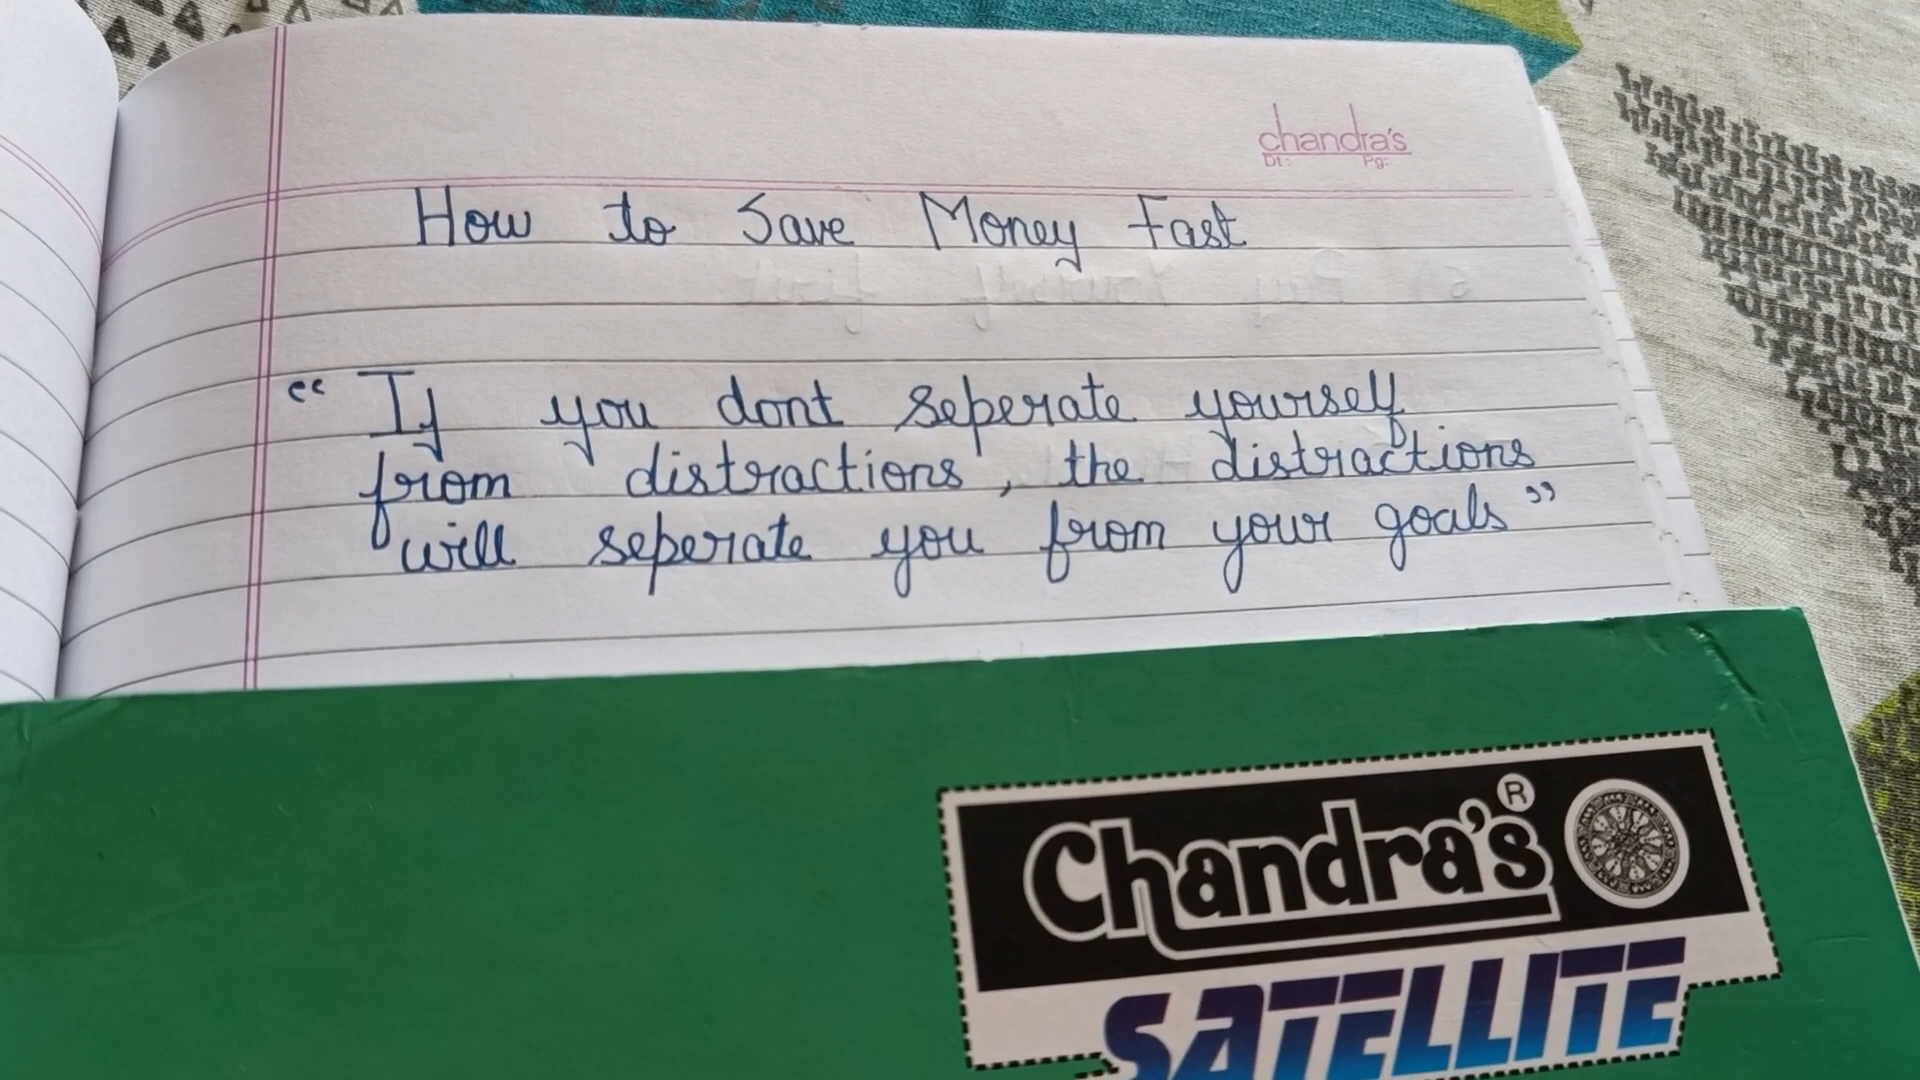 chandra's
Dt: Pg:
How to Save Money Fast
“ If you dont seperate yourself
from distractions, the distractions
will seperate you from your goals ”
Chandra's ®
SATELLITE